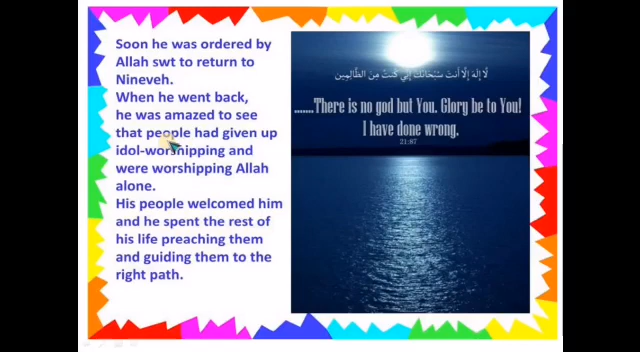 Soon he was ordered by
Allah swt to return to
Nineveh.
When he went back,
he was amazed to see
that people had given up
idol-worshipping and
were worshipping Allah
alone.
His people welcomed him
and he spent the rest of
his life preaching them
and guiding them to the
right path.
لَا إِلَهَ إِلَّا أَنتَ سُبْحَانَكَ إِنِّي كُنتُ مِنَ الظَّالِمِين
.......There is no god but You. Glory be to You!
I have done wrong.
21:87